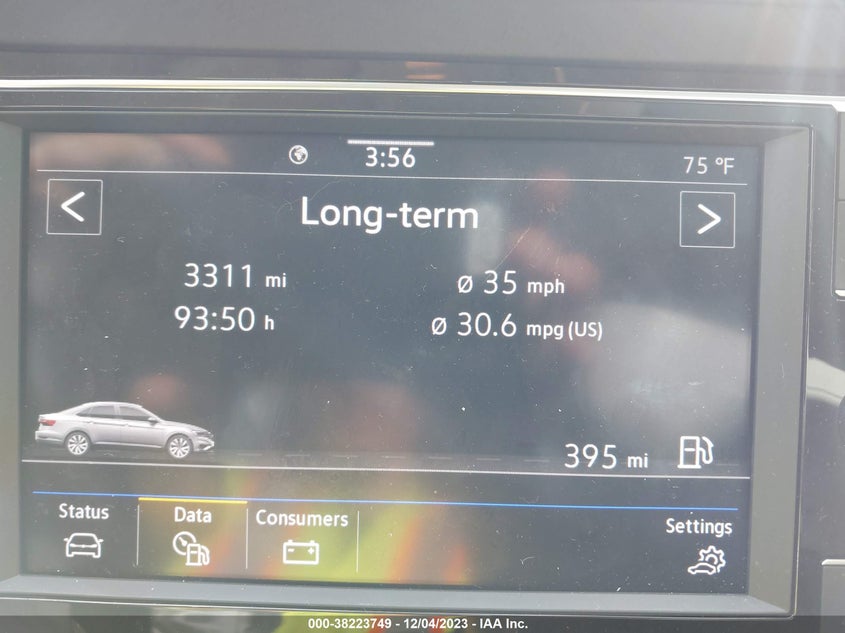 3:56
75 °F
< Long-term >
3311 mi ø 35 mph
93:50 h ø 30.6 mpg (US)
395 mi
Status Data Consumers Settings
000-38223749 - 12/04/2023 - IAA Inc.